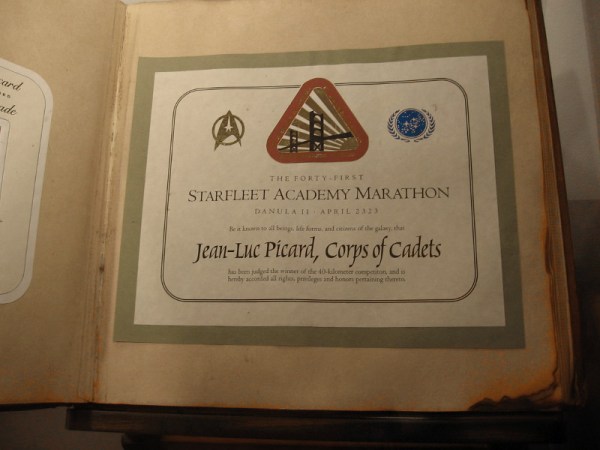 card
ade
THE FORTY-FIRST
STARFLEET ACADEMY MARATHON
DANULA II · APRIL 2323
Be it known to all beings, life forms, and citizens of the galaxy, that
Jean-Luc Picard, Corps of Cadets
has been judged the winner of the 40-kilometer competition, and is
hereby accorded all rights, privileges and honors pertaining thereto.